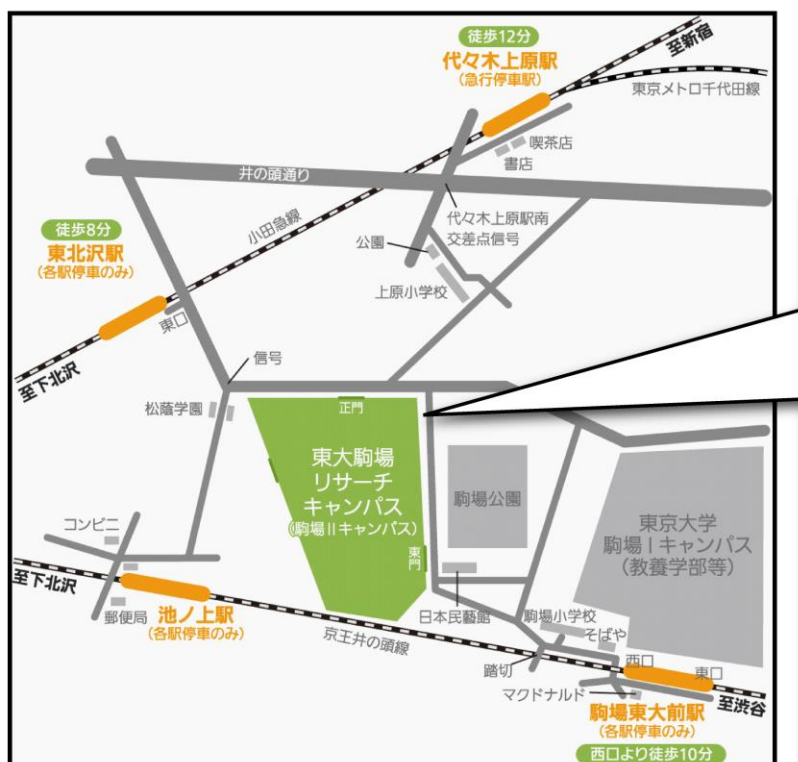 徒歩12分
代々木上原駅
(急行停車駅)
至新宿
東京メトロ千代田線
喫茶店
書店
井の頭通り
徒歩8分
東北沢駅
(各駅停車のみ)
小田急線
代々木上原駅南
交差点信号
公園
上原小学校
東口
至下北沢
信号
松蔭学園
正門
東大駒場
リサーチ
キャンパス
(駒場IIキャンパス)
駒場公園
東京大学
駒場Iキャンパス
(教養学部等)
コンビニ
東門
至下北沢
郵便局
池ノ上駅
(各駅停車のみ)
日本民藝館
駒場小学校
そばや
京王井の頭線
踏切
西口
東口
マクドナルド
至渋谷
駒場東大前駅
(各駅停車のみ)
西口より徒歩10分